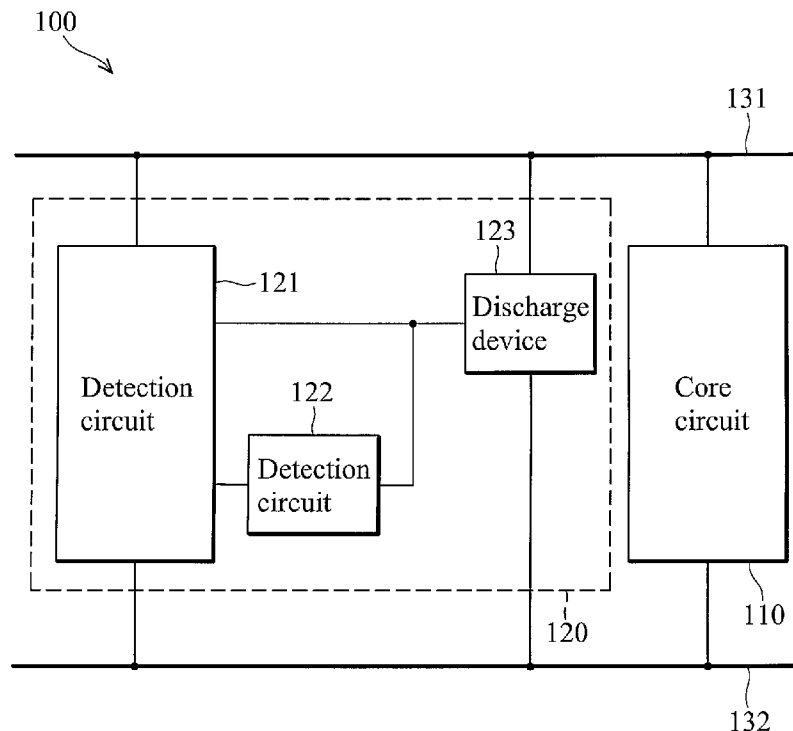 100
131
123
121
Discharge
device
Detection
circuit
122
Core
circuit
Detection
circuit
120
110
132